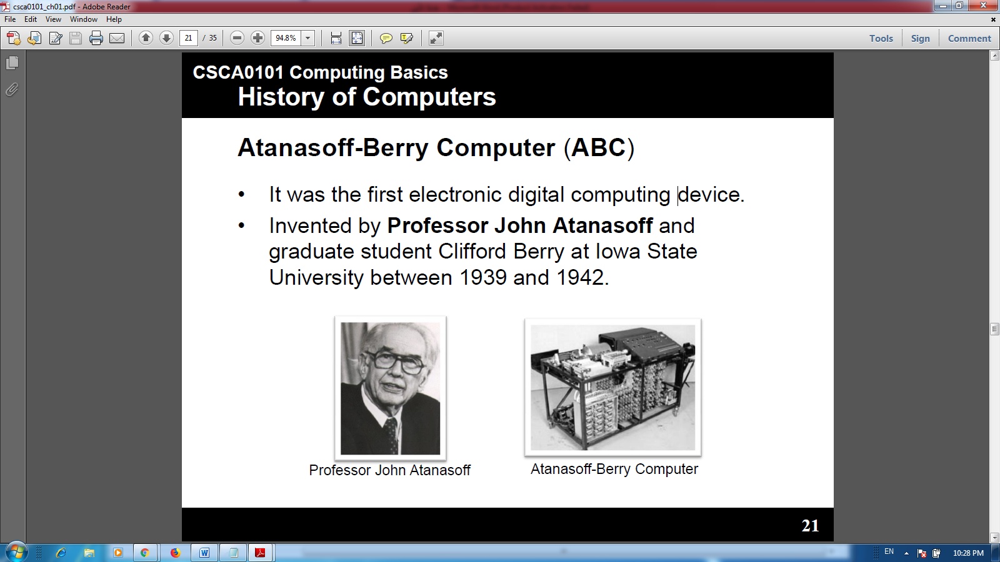 csca0101_ch01.pdf - Adobe Reader
File Edit View Window Help
21 / 35 94.8% Tools Sign Comment
CSCA0101 Computing Basics
History of Computers
Atanasoff-Berry Computer (ABC)
• It was the first electronic digital computing device.
• Invented by Professor John Atanasoff and
graduate student Clifford Berry at Iowa State
University between 1939 and 1942.
Professor John Atanasoff
Atanasoff-Berry Computer
21
EN 10:28 PM